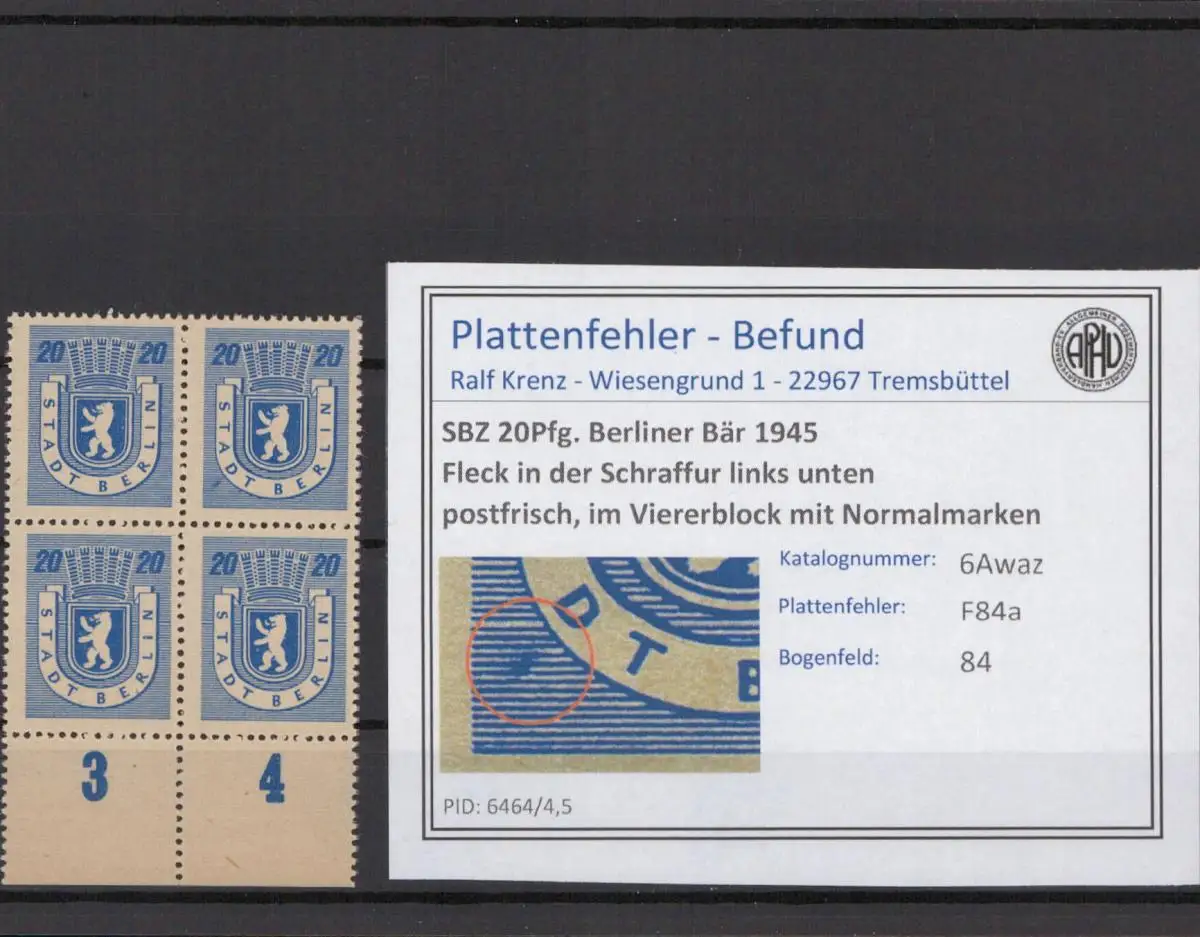 20 20
STADT BERLIN
20 20
STADT BERLIN
20 20
STADT BERLIN
20 20
STADT BERLIN
3
4
Plattenfehler - Befund
Ralf Krenz - Wiesengrund 1 - 22967 Tremsbüttel
APHV
SBZ 20Pfg. Berliner Bär 1945
Fleck in der Schraffur links unten
postfrisch, im Viererblock mit Normalmarken
DT B
Katalognummer: 6Awaz
Plattenfehler: F84a
Bogenfeld: 84
PID: 6464/4,5